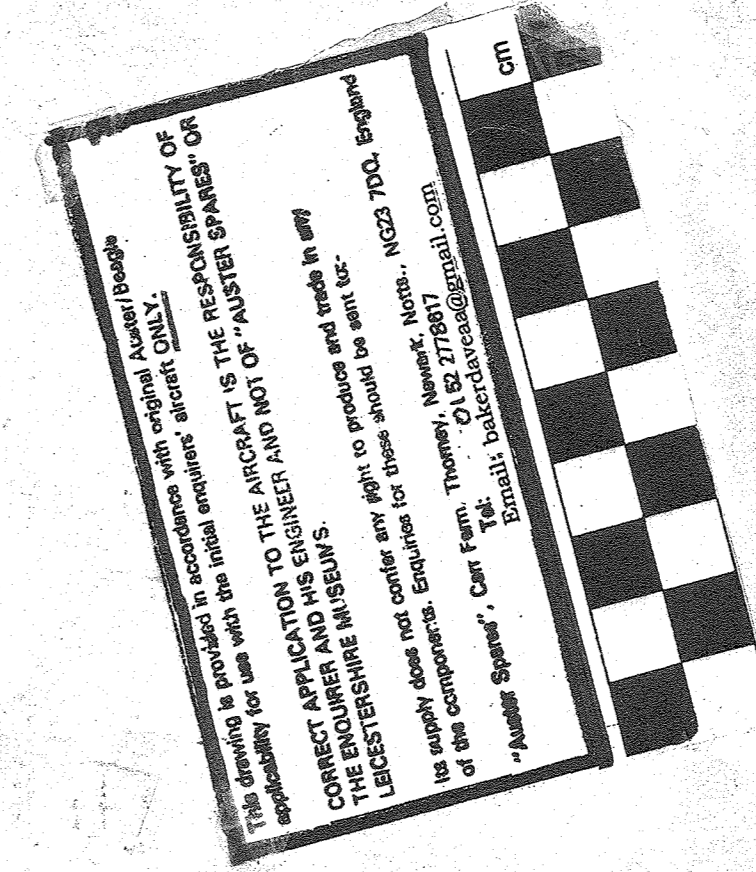 This drawing is provided in accordance with original Auster/Beagle
applicability for use with the initial enquirers' aircraft ONLY.
CORRECT APPLICATION TO THE AIRCRAFT IS THE RESPONSIBILITY OF
THE ENQUIRER AND HIS ENGINEER AND NOT OF "AUSTER SPARES" OR
LEICESTERSHIRE MUSEUMS.
Its supply does not confer any right to produce and trade in any
of the components. Enquiries for these should be sent to:-
"Auster Spares", Carr Farm, Thorney, Newark, Notts., NG23 7DQ, England
Tel: 0152 2778617
Email: bakerdaveaa@gmail.com
cm